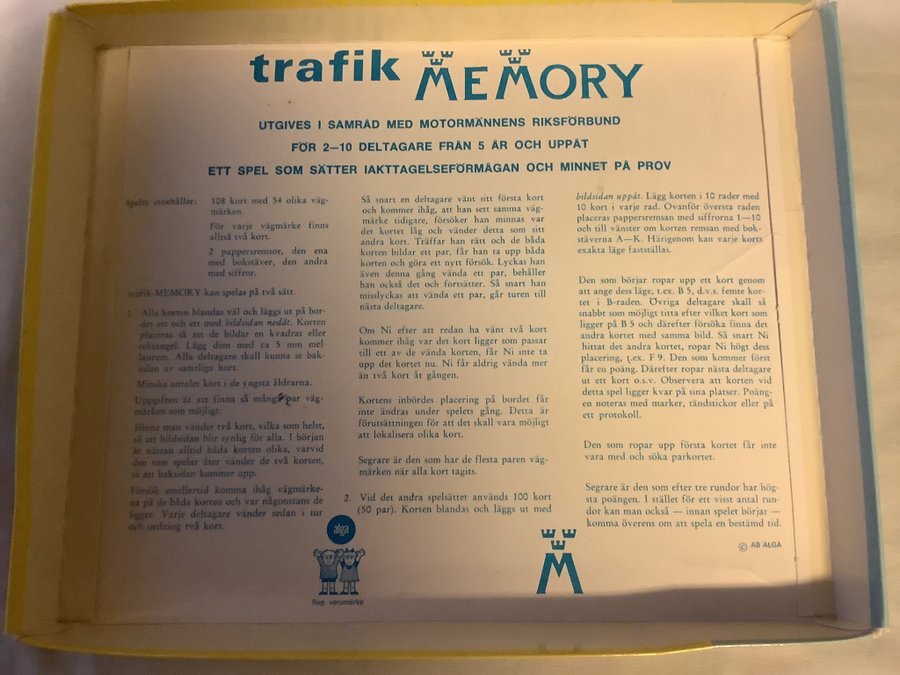 trafik MEMORY
UTGIVES I SAMRÅD MED MOTORMÄNNENS RIKSFÖRBUND
FÖR 2—10 DELTAGARE FRÅN 5 ÅR OCH UPPÅT
ETT SPEL SOM SÄTTER IAKTTAGELSEFÖRMÅGAN OCH MINNET PÅ PROV
Spelet innehåller: 108 kort med 54 olika väg-
märken.
För varje vägmärke finns
alltså två kort.
2 pappersremsor, den ena
med bokstäver, den andra
med siffror.
trafik MEMORY kan spelas på två sätt.
1. Alla korten blandas väl och läggs ut på bor-
det ett och ett med bildsidan nedåt. Korten
placeras så att de bildar en kvadrat eller
rektangel. Lägg dem med ca 5 mm mel-
lanrum. Alla deltagare skall kunna se bak-
sidan av samtliga kort.
Minska antalet kort i de yngsta åldrarna.
Uppgiften är att finna så många par väg-
märken som möjligt.
Förste man vänder två kort, vilka som helst,
så att bildsidan blir synlig för alla. I början
är nästan alltid båda korten olika, varvid
den som spelar åter vänder de två korten,
så att baksidan kommer upp.
Försök emellertid komma ihåg vägmärke-
na på de båda korten och var någonstans de
ligger. Varje deltagare vänder sedan i tur
och ordning två kort.
Så snart en deltagare vänt sitt första kort
och kommer ihåg, att han sett samma väg-
märke tidigare, försöker han minnas var
det kortet låg och vänder detta som sitt
andra kort. Träffar han rätt och de båda
korten bildar ett par, får han ta upp båda
korten och göra ett nytt försök. Lyckas han
även denna gång vända ett par, behåller
han också det och fortsätter. Så snart han
misslyckas att vända ett par, går turen till
nästa deltagare.
Om Ni efter att redan ha vänt två kort
kommer ihåg var det kort ligger som passar
till ett av de vända korten, får Ni inte ta
upp det kortet nu. Ni får aldrig vända mer
än två kort åt gången.
Kortens inbördes placering på bordet får
inte ändras under spelets gång. Detta är
förutsättningen för att det skall vara möjligt
att lokalisera olika kort.
Segrare är den som har de flesta paren väg-
märken när alla kort tagits.
2. Vid det andra spelsättet används 100 kort
(50 par). Korten blandas och läggs ut med
bildsidan uppåt. Lägg korten i 10 rader med
10 kort i varje rad. Ovanför översta raden
placeras pappersremsan med siffrorna 1—10
och till vänster om korten remsan med bok-
stäverna A—K. Härigenom kan varje korts
exakta läge fastställas.
Den som börjar ropar upp ett kort genom
att ange dess läge, t.ex. B 5, d.v.s. femte kor-
tet i B-raden. Övriga deltagare skall så
snabbt som möjligt titta efter vilket kort som
ligger på B 5 och därefter försöka finna det
andra kortet med samma bild. Så snart Ni
hittat det andra kortet, ropar Ni högt dess
placering, t.ex. F 9. Den som kommer först
får en poäng. Därefter ropar nästa deltagare
ut ett kort o.s.v. Observera att korten vid
detta spel ligger kvar på sina platser. Poäng-
en noteras med marker, tändstickor eller på
ett protokoll.
Den som ropar upp första kortet får inte
vara med och söka parkortet.
Segrare är den som efter tre rundor har hög-
sta poängen. I stället för ett visst antal run-
dor kan man också — innan spelet börjar —
komma överens om att spela en bestämd tid.
© AB ALGA
alga
Reg. varumärke
M